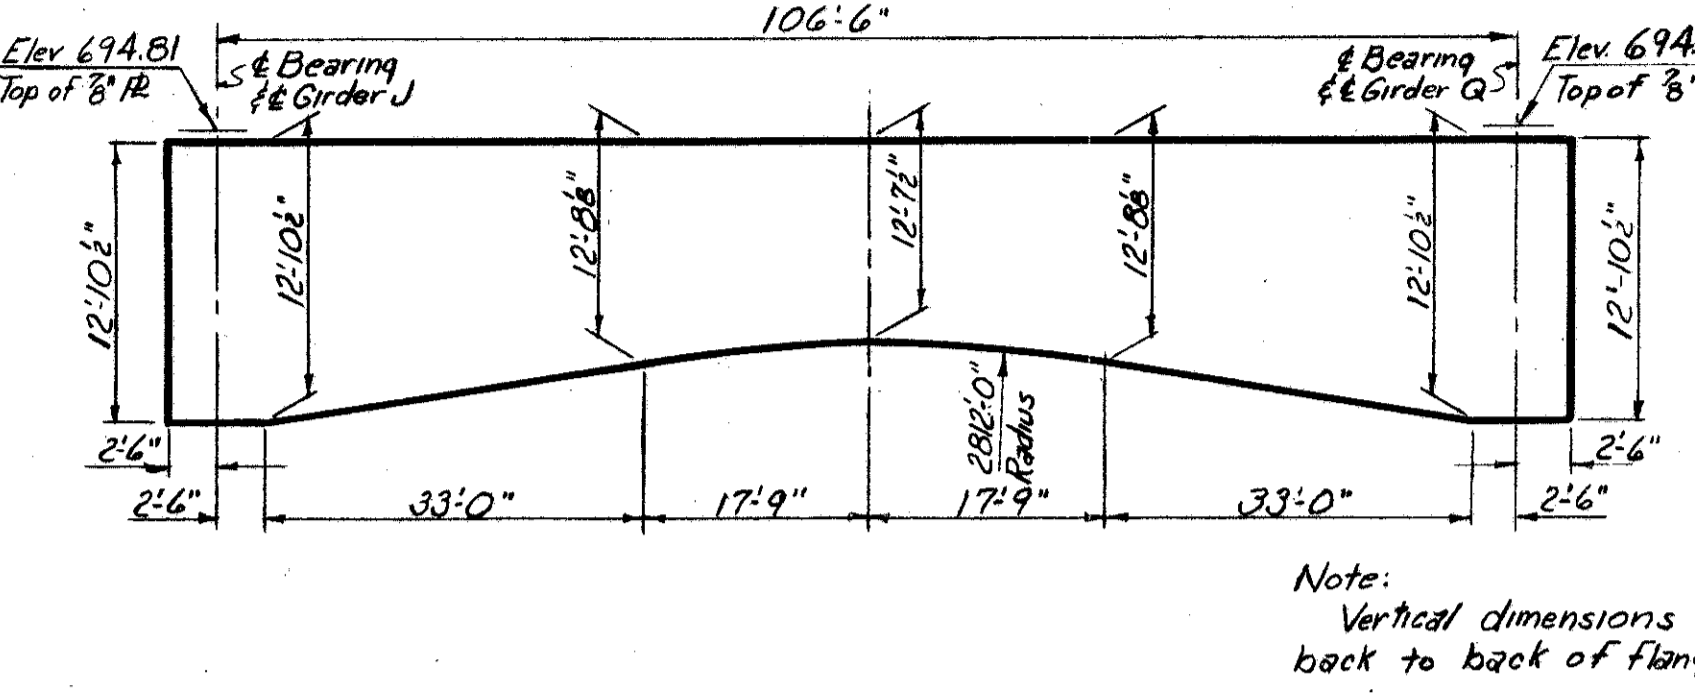 106'-6"
Elev 694.81
Top of 7/8" ℞
℄ Bearing
& ℄ Girder J
℄ Bearing
& ℄ Girder Q
Elev. 694.
Top of 7/8"
12'-10½"
12'-10½"
12'-8⅛"
12'-7½"
12'-8⅛"
12'-10½"
12'-10½"
2812'-0"
Radius
2'-6"
2'-6"
2'-6"
33'-0"
17'-9"
17'-9"
33'-0"
2'-6"
Note:
Vertical dimensions
back to back of flan